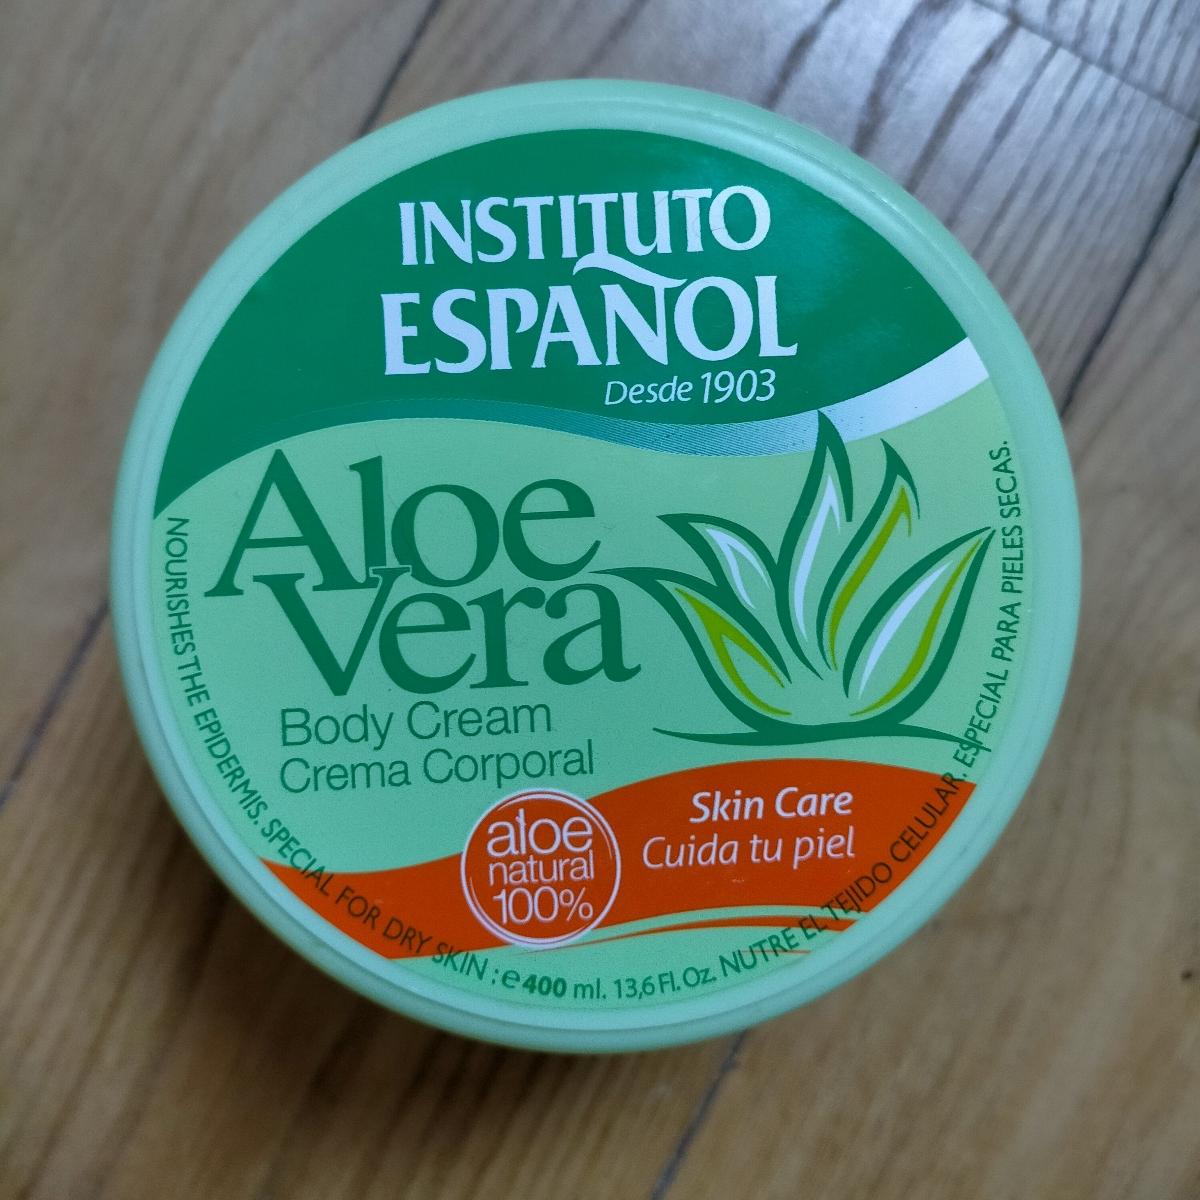 INSTITUTO
ESPAÑOL
Desde 1903
Aloe
Vera
Body Cream
Crema Corporal
Skin Care
Cuida tu piel
aloe
natural
100%
NOURISHES THE EPIDERMIS. SPECIAL FOR DRY SKIN : e 400 ml. 13,6 Fl. Oz. NUTRE EL TEJIDO CELULAR. ESPECIAL PARA PIELES SECAS.